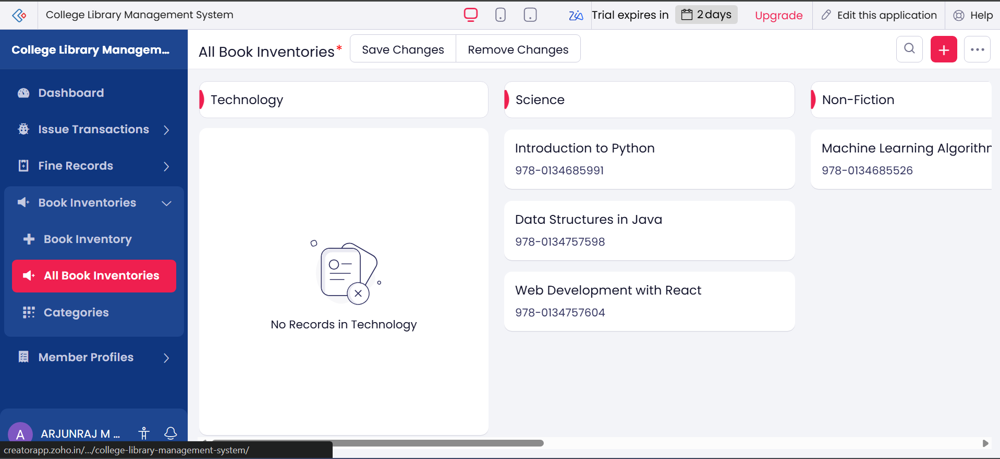 College Library Management System
Trial expires in 2 days Upgrade Edit this application Help
College Library Managem...
Dashboard
Issue Transactions
Fine Records
Book Inventories
Book Inventory
All Book Inventories
Categories
Member Profiles
A ARJUNRAJ M ...
creatorapp.zoho.in/.../college-library-management-system/
All Book Inventories* Save Changes Remove Changes
Technology
No Records in Technology
Science
Introduction to Python
978-0134685991
Data Structures in Java
978-0134757598
Web Development with React
978-0134757604
Non-Fiction
Machine Learning Algorithm
978-0134685526